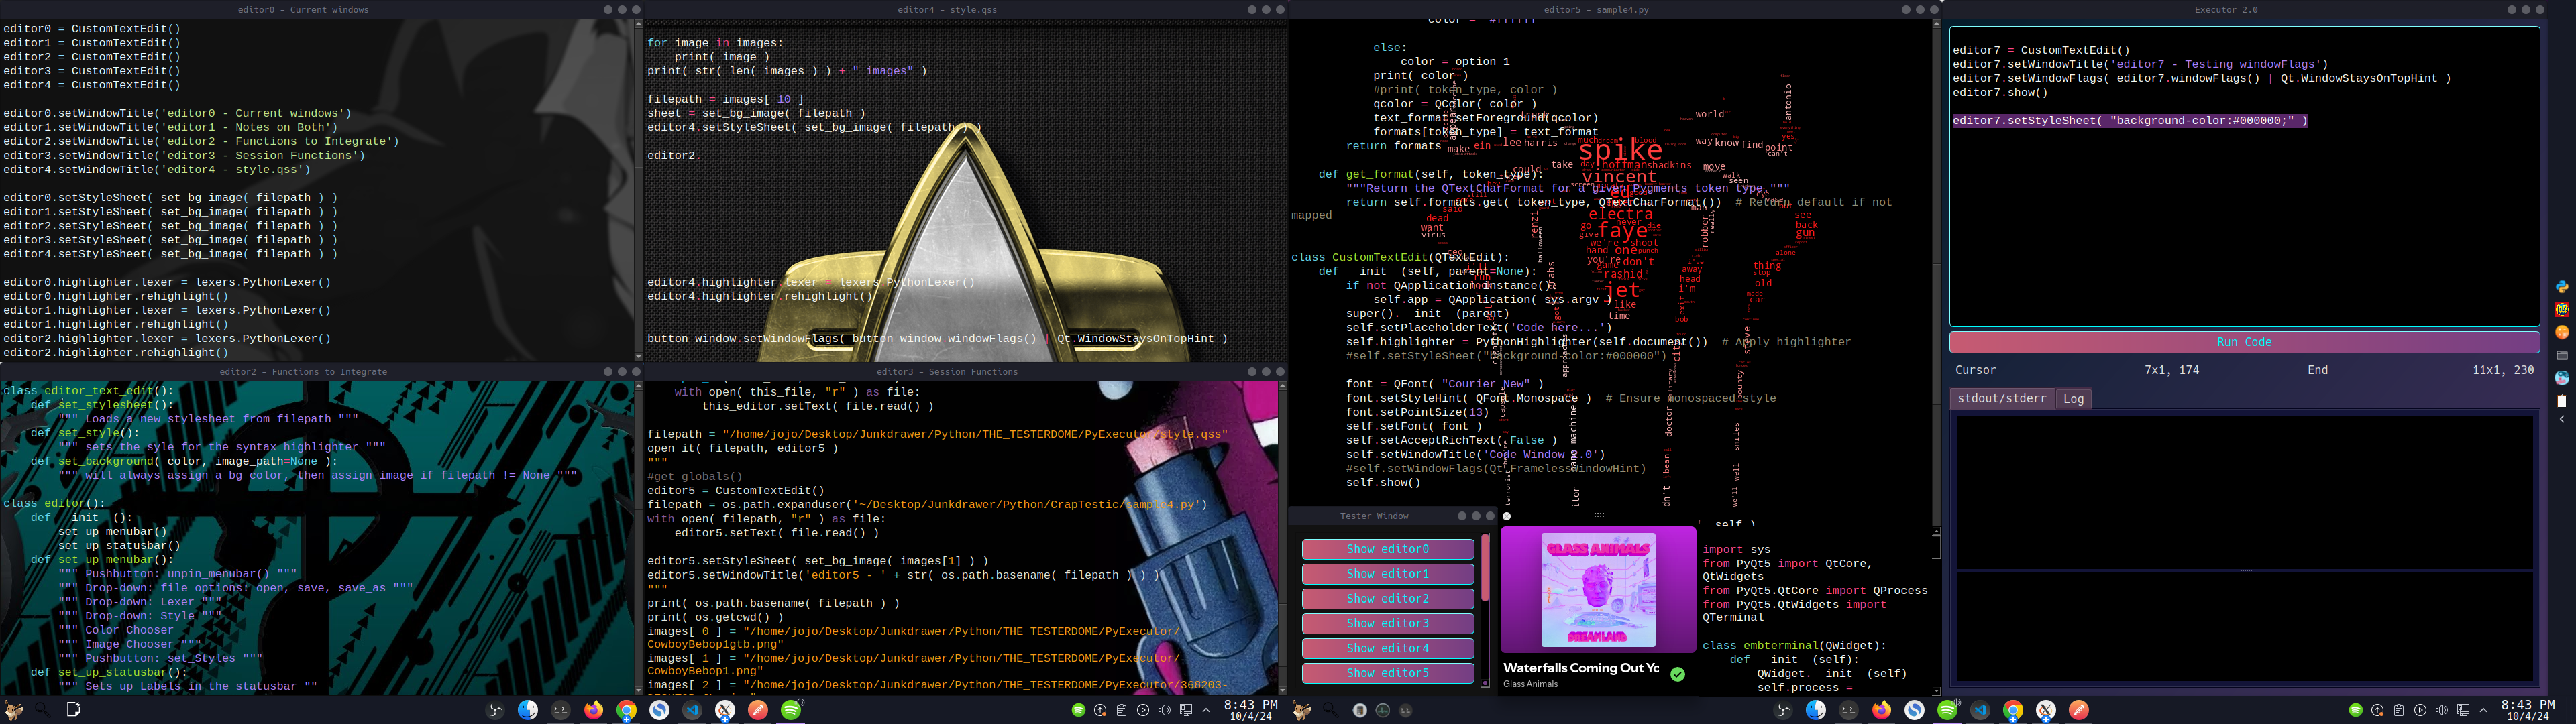 editor0 - Current windows
editor0 = CustomTextEdit()
editor1 = CustomTextEdit()
editor2 = CustomTextEdit()
editor3 = CustomTextEdit()
editor4 = CustomTextEdit()
editor0.setWindowTitle('editor0 - Current windows')
editor1.setWindowTitle('editor1 - Notes on Both')
editor2.setWindowTitle('editor2 - Functions to Integrate')
editor3.setWindowTitle('editor3 - Session Functions')
editor4.setWindowTitle('editor4 - style.qss')
editor0.setStyleSheet( set_bg_image( filepath ) )
editor1.setStyleSheet( set_bg_image( filepath ) )
editor2.setStyleSheet( set_bg_image( filepath ) )
editor3.setStyleSheet( set_bg_image( filepath ) )
editor4.setStyleSheet( set_bg_image( filepath ) )
editor0.highlighter.lexer = lexers.PythonLexer()
editor0.highlighter.rehighlight()
editor1.highlighter.lexer = lexers.PythonLexer()
editor1.highlighter.rehighlight()
editor2.highlighter.lexer = lexers.PythonLexer()
editor2.highlighter.rehighlight()
editor2 - Functions to Integrate
class editor_text_edit():
def set_stylesheet():
""" Loads a new stylesheet from filepath """
def set_style():
""" sets the syle for the syntax highlighter """
def set_background( color, image_path=None ):
""" will always assign a bg color, then assign image if filepath != None """
class editor():
def __init__():
set_up_menubar()
set_up_statusbar()
def set_up_menubar():
""" Pushbutton: unpin_menubar() """
""" Drop-down: file options: open, save, save_as """
""" Drop-down: Lexer """
""" Drop-down: Style """
""" Color Chooser
""" Image Chooser """
""" Pushbutton: set_Styles """
def set_up_statusbar():
""" Sets up Labels in the statusbar ""
editor4 - style.qss
for image in images:
print( image )
print( str( len( images ) ) + " images" )
filepath = images[ 10 ]
sheet = set_bg_image( filepath )
editor4.setStyleSheet( set_bg_image( filepath ) )
editor2.
editor4.highlighter.lexer = lexers.PythonLexer()
editor4.highlighter.rehighlight()
button_window.setWindowFlags( button_window.windowFlags() | Qt.WindowStaysOnTopHint )
editor3 - Session Functions
with open( this_file, "r" ) as file:
this_editor.setText( file.read() )
filepath = "/home/jojo/Desktop/Junkdrawer/Python/THE_TESTERDOME/PyExecutor/style.qss"
open_it( filepath, editor5 )
"""
#get_globals()
editor5 = CustomTextEdit()
filepath = os.path.expanduser('~/Desktop/Junkdrawer/Python/CrapTestic/sample4.py')
with open( filepath, "r" ) as file:
editor5.setText( file.read() )
editor5.setStyleSheet( set_bg_image( images[1] ) )
editor5.setWindowTitle('editor5 - ' + str( os.path.basename( filepath ) ) )
"""
print( os.path.basename( filepath ) )
print( os.getcwd() )
images[ 0 ] = "/home/jojo/Desktop/Junkdrawer/Python/THE_TESTERDOME/PyExecutor/
CowboyBebop1gtb.png"
images[ 1 ] = "/home/jojo/Desktop/Junkdrawer/Python/THE_TESTERDOME/PyExecutor/
CowboyBebop1.png"
images[ 2 ] = "/home/jojo/Desktop/Junkdrawer/Python/THE_TESTERDOME/PyExecutor/368203-
editor5 - sample4.py
color = "#ffffff"
else:
color = option_1
print( color )
#print( token_type, color )
qcolor = QColor( color )
text_format.setForeground(qcolor)
formats[token_type] = text_format
return formats
def get_format(self, token_type):
"""Return the QTextCharFormat for a given Pygments token type."""
return self.formats.get( token_type, QTextCharFormat()) # Return default if not
mapped
class CustomTextEdit(QTextEdit):
def __init__(self, parent=None):
if not QApplication.instance():
self.app = QApplication( sys.argv )
super().__init__(parent)
self.setPlaceholderText('Code here...')
self.highlighter = PythonHighlighter(self.document()) # Apply highlighter
#self.setStyleSheet("background-color:#000000")
font = QFont( "Courier New" )
font.setStyleHint( QFont.Monospace ) # Ensure monospaced style
font.setPointSize(13)
self.setFont( font )
self.setAcceptRichText( False )
self.setWindowTitle('Code_Window 2.0')
#self.setWindowFlags(Qt.FramelessWindowHint)
self.show()
spike
vincent
ed
electra
faye
jet
one
hand
rashid
world
antonio
way know find point
lee harris
ein
make
hoffman shadkins
move
take
could
said
dead
want
virus
renzi
robber
see
back
gun
thing
stop
old
car
away
head
i'm
like
time
we're shoot
you're
don't
game
go
give
never
die
bob
steve
bounty
smiles
well
we'll
nano machine
doctor
Tester Window
Show editor0
Show editor1
Show editor2
Show editor3
Show editor4
Show editor5
GLASS ANIMALS
DREAMLAND
Waterfalls Coming Out Yo
Glass Animals
import sys
from PyQt5 import QtCore,
QtWidgets
from PyQt5.QtCore import QProcess
from PyQt5.QtWidgets import
QTerminal
class embterminal(QWidget):
def __init__(self):
QWidget.__init__(self)
self.process =
Executor 2.0
editor7 = CustomTextEdit()
editor7.setWindowTitle('editor7 - Testing windowFlags')
editor7.setWindowFlags( editor7.windowFlags() | Qt.WindowStaysOnTopHint )
editor7.show()
editor7.setStyleSheet( "background-color:#000000;" )
Run Code
Cursor 7x1, 174 End 11x1, 230
stdout/stderr Log
8:43 PM
10/4/24
8:43 PM
10/4/24